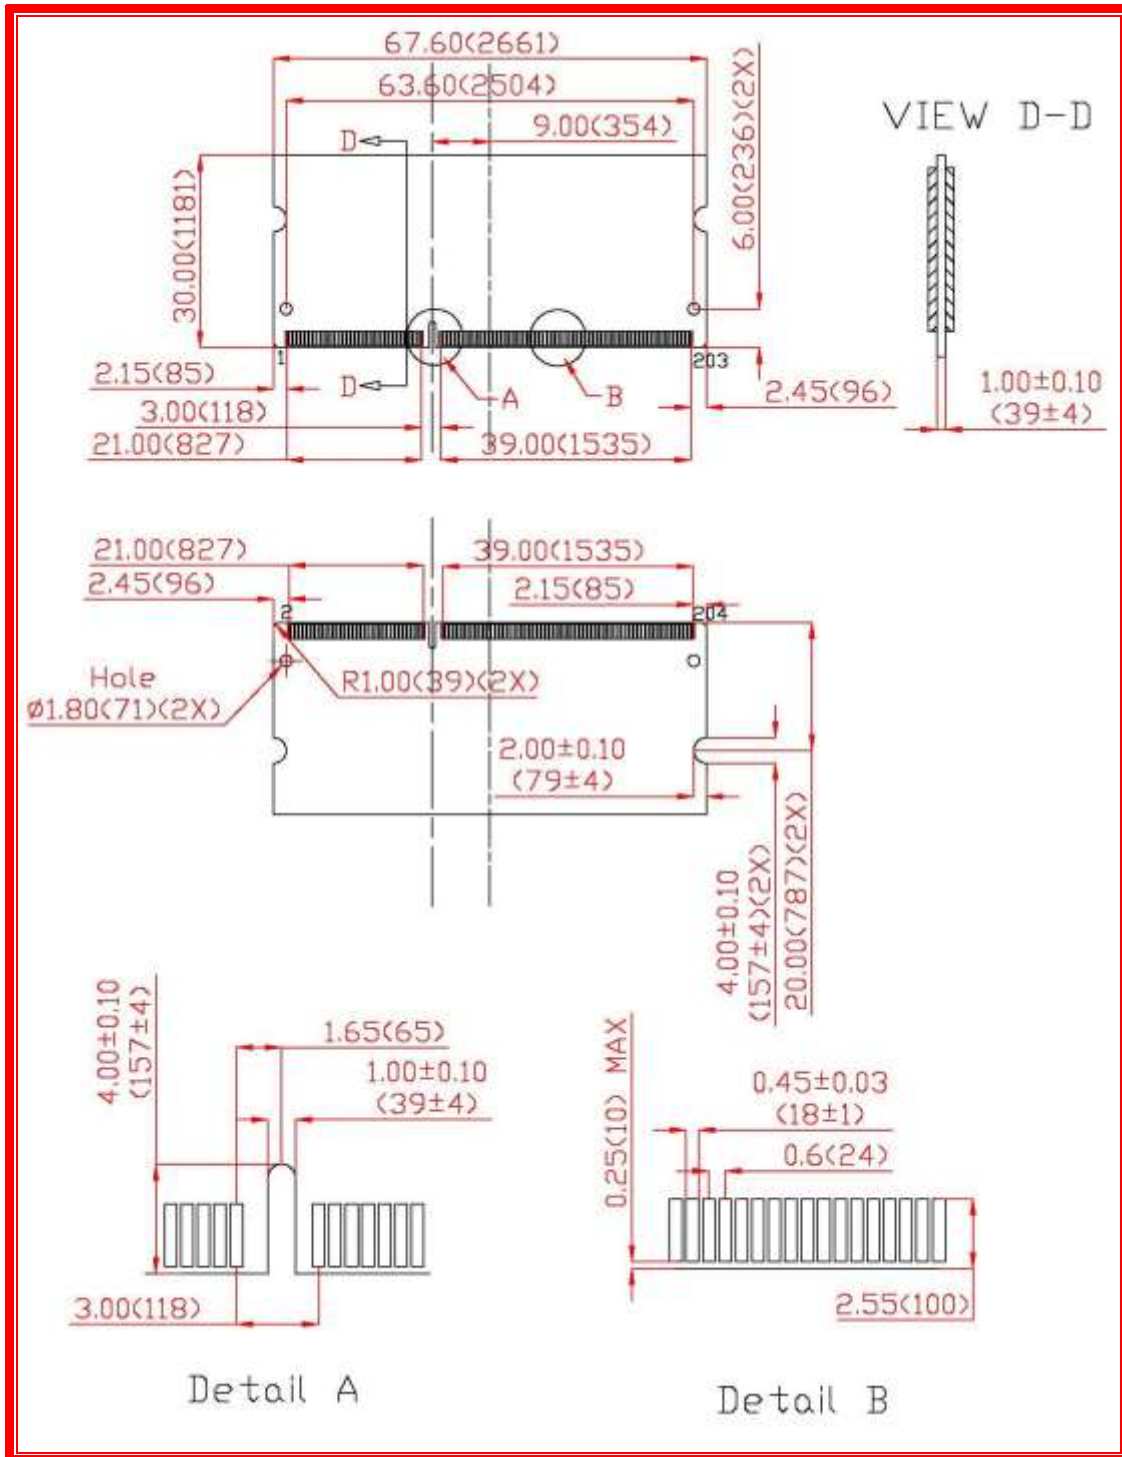 67.60(2661)
63.60(2504)
9.00(354)
6.00(236)(2X)
VIEW D-D
D
30.00(1181)
1
203
2.15(85)
D
A
B
2.45(96)
1.00±0.10
(39±4)
3.00(118)
21.00(827)
39.00(1535)
21.00(827)
39.00(1535)
2.45(96)
2.15(85)
2
204
Hole
Ø1.80(71)(2X)
R1.00(39)(2X)
2.00±0.10
(79±4)
4.00±0.10
(157±4)(2X)
20.00(787)(2X)
4.00±0.10
(157±4)
1.65(65)
1.00±0.10
(39±4)
3.00(118)
Detail A
0.25(10) MAX
0.45±0.03
(18±1)
0.6(24)
2.55(100)
Detail B